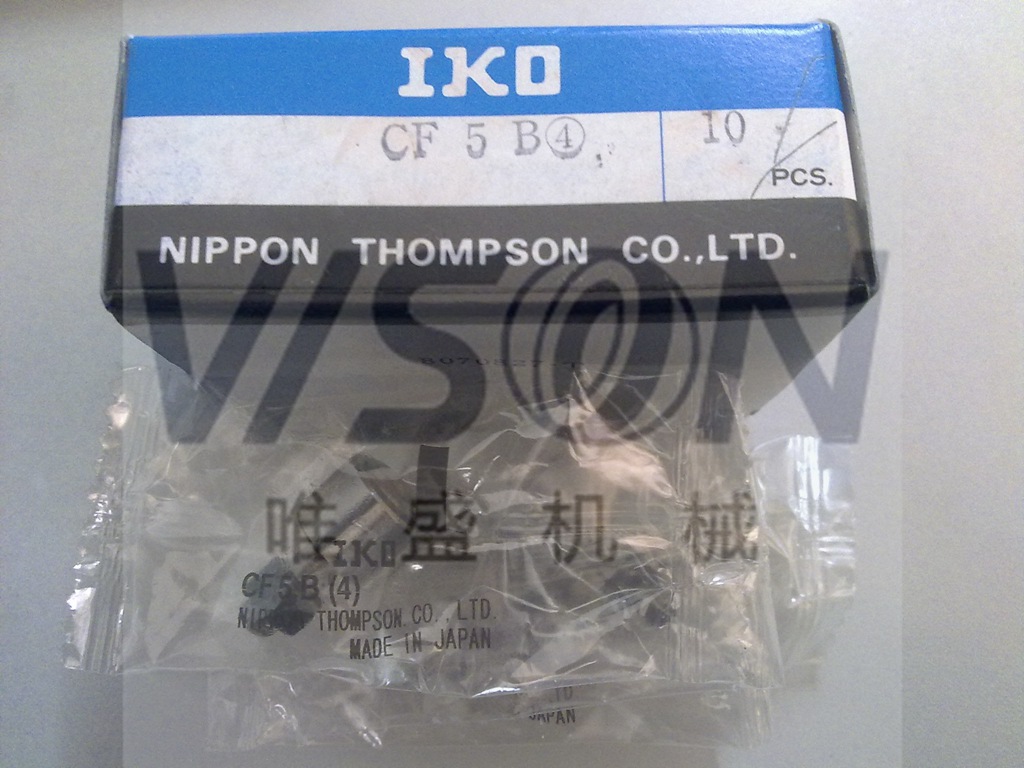 IKO
CF 5 B④
10
PCS.
NIPPON THOMPSON CO.,LTD.
VISON
唯盛机械
IKO
CF5B (4)
NIPPON THOMPSON CO., LTD.
MADE IN JAPAN
JAPAN